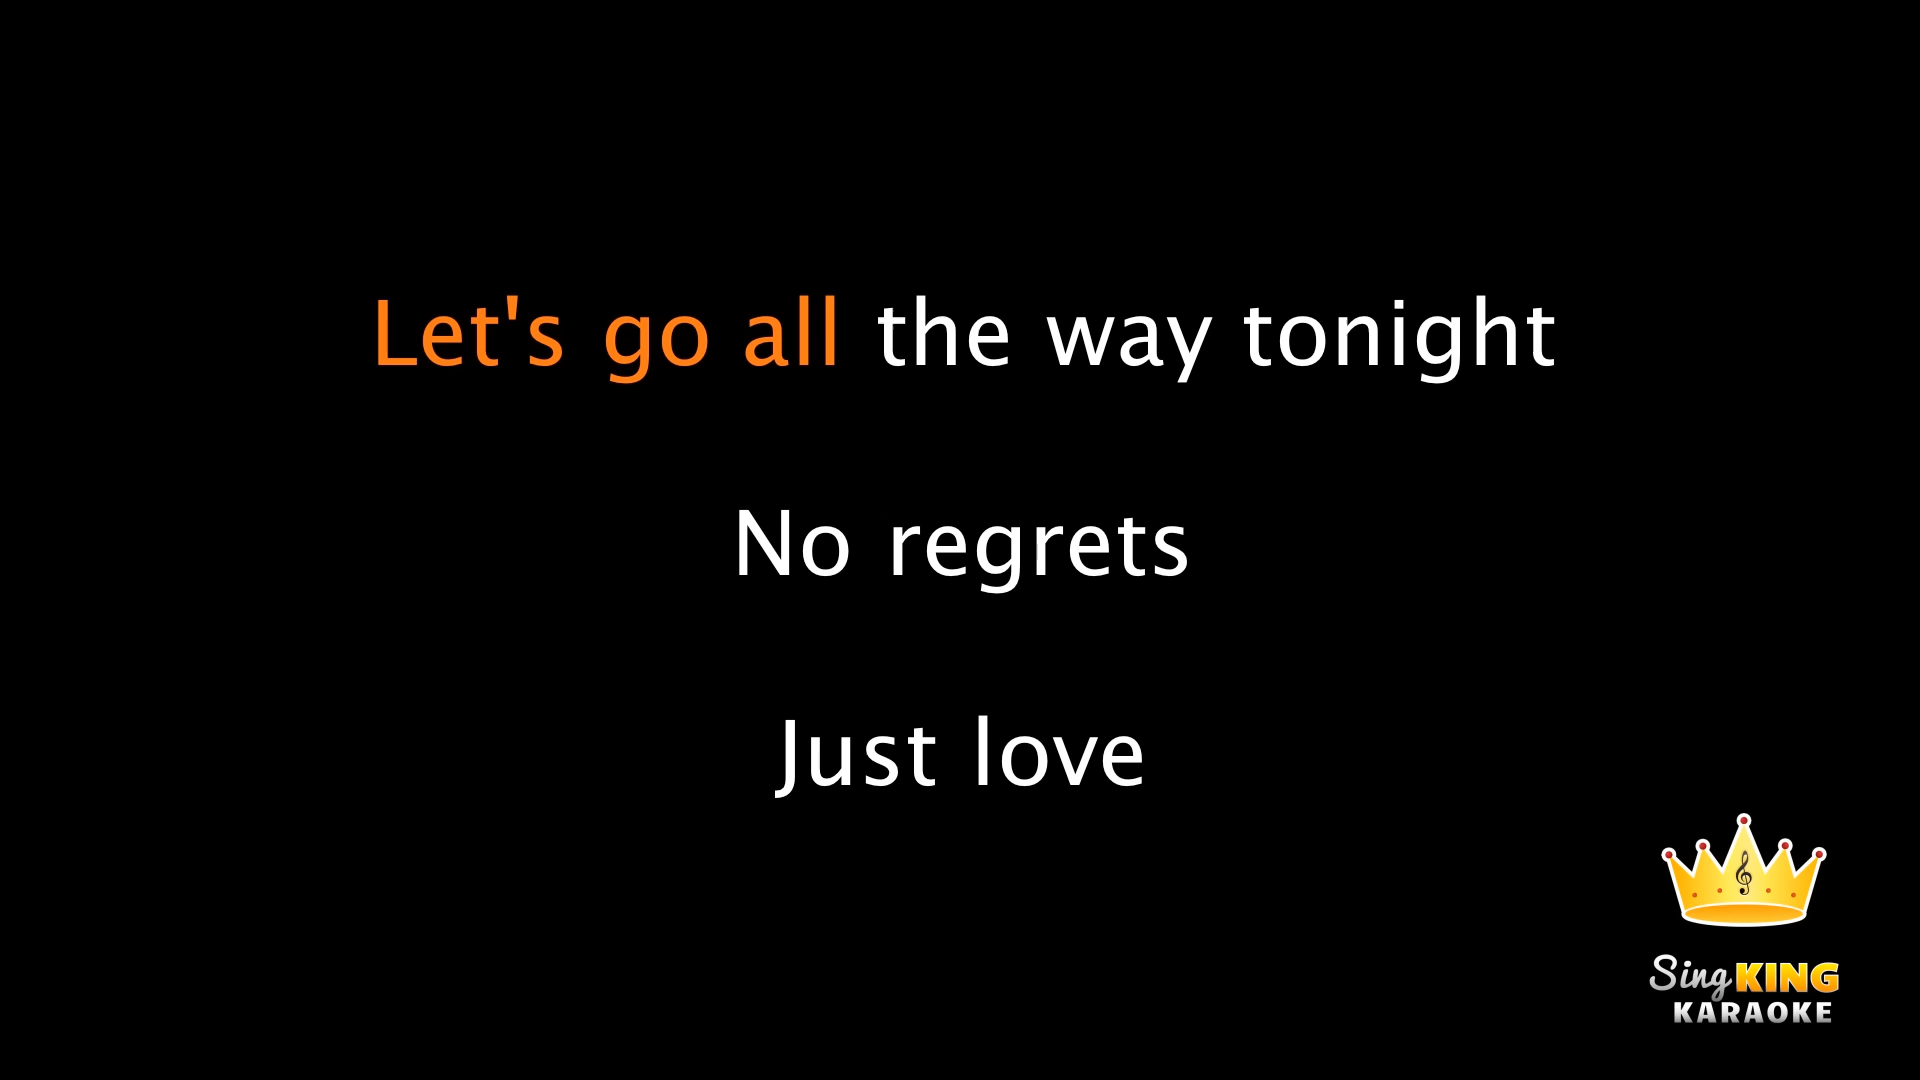 Let's go all the way tonight
No regrets
Just love
Sing KING
KARAOKE